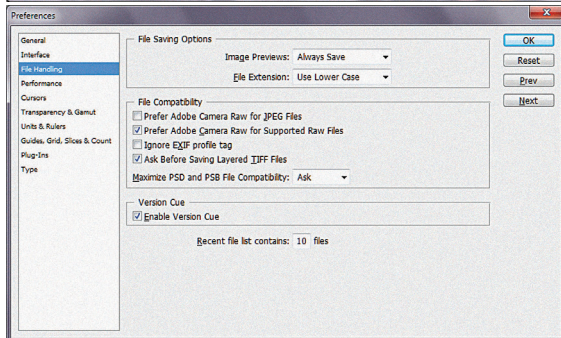 Preferences
General
Interface
File Handling
Performance
Cursors
Transparency & Gamut
Units & Rulers
Guides, Grid, Slices & Count
Plug-Ins
Type
File Saving Options
Image Previews: Always Save
File Extension: Use Lower Case
File Compatibility
Prefer Adobe Camera Raw for JPEG Files
Prefer Adobe Camera Raw for Supported Raw Files
Ignore EXIF profile tag
Ask Before Saving Layered TIFF Files
Maximize PSD and PSB File Compatibility: Ask
Version Cue
Enable Version Cue
Recent file list contains: 10 files
OK
Reset
Prev
Next